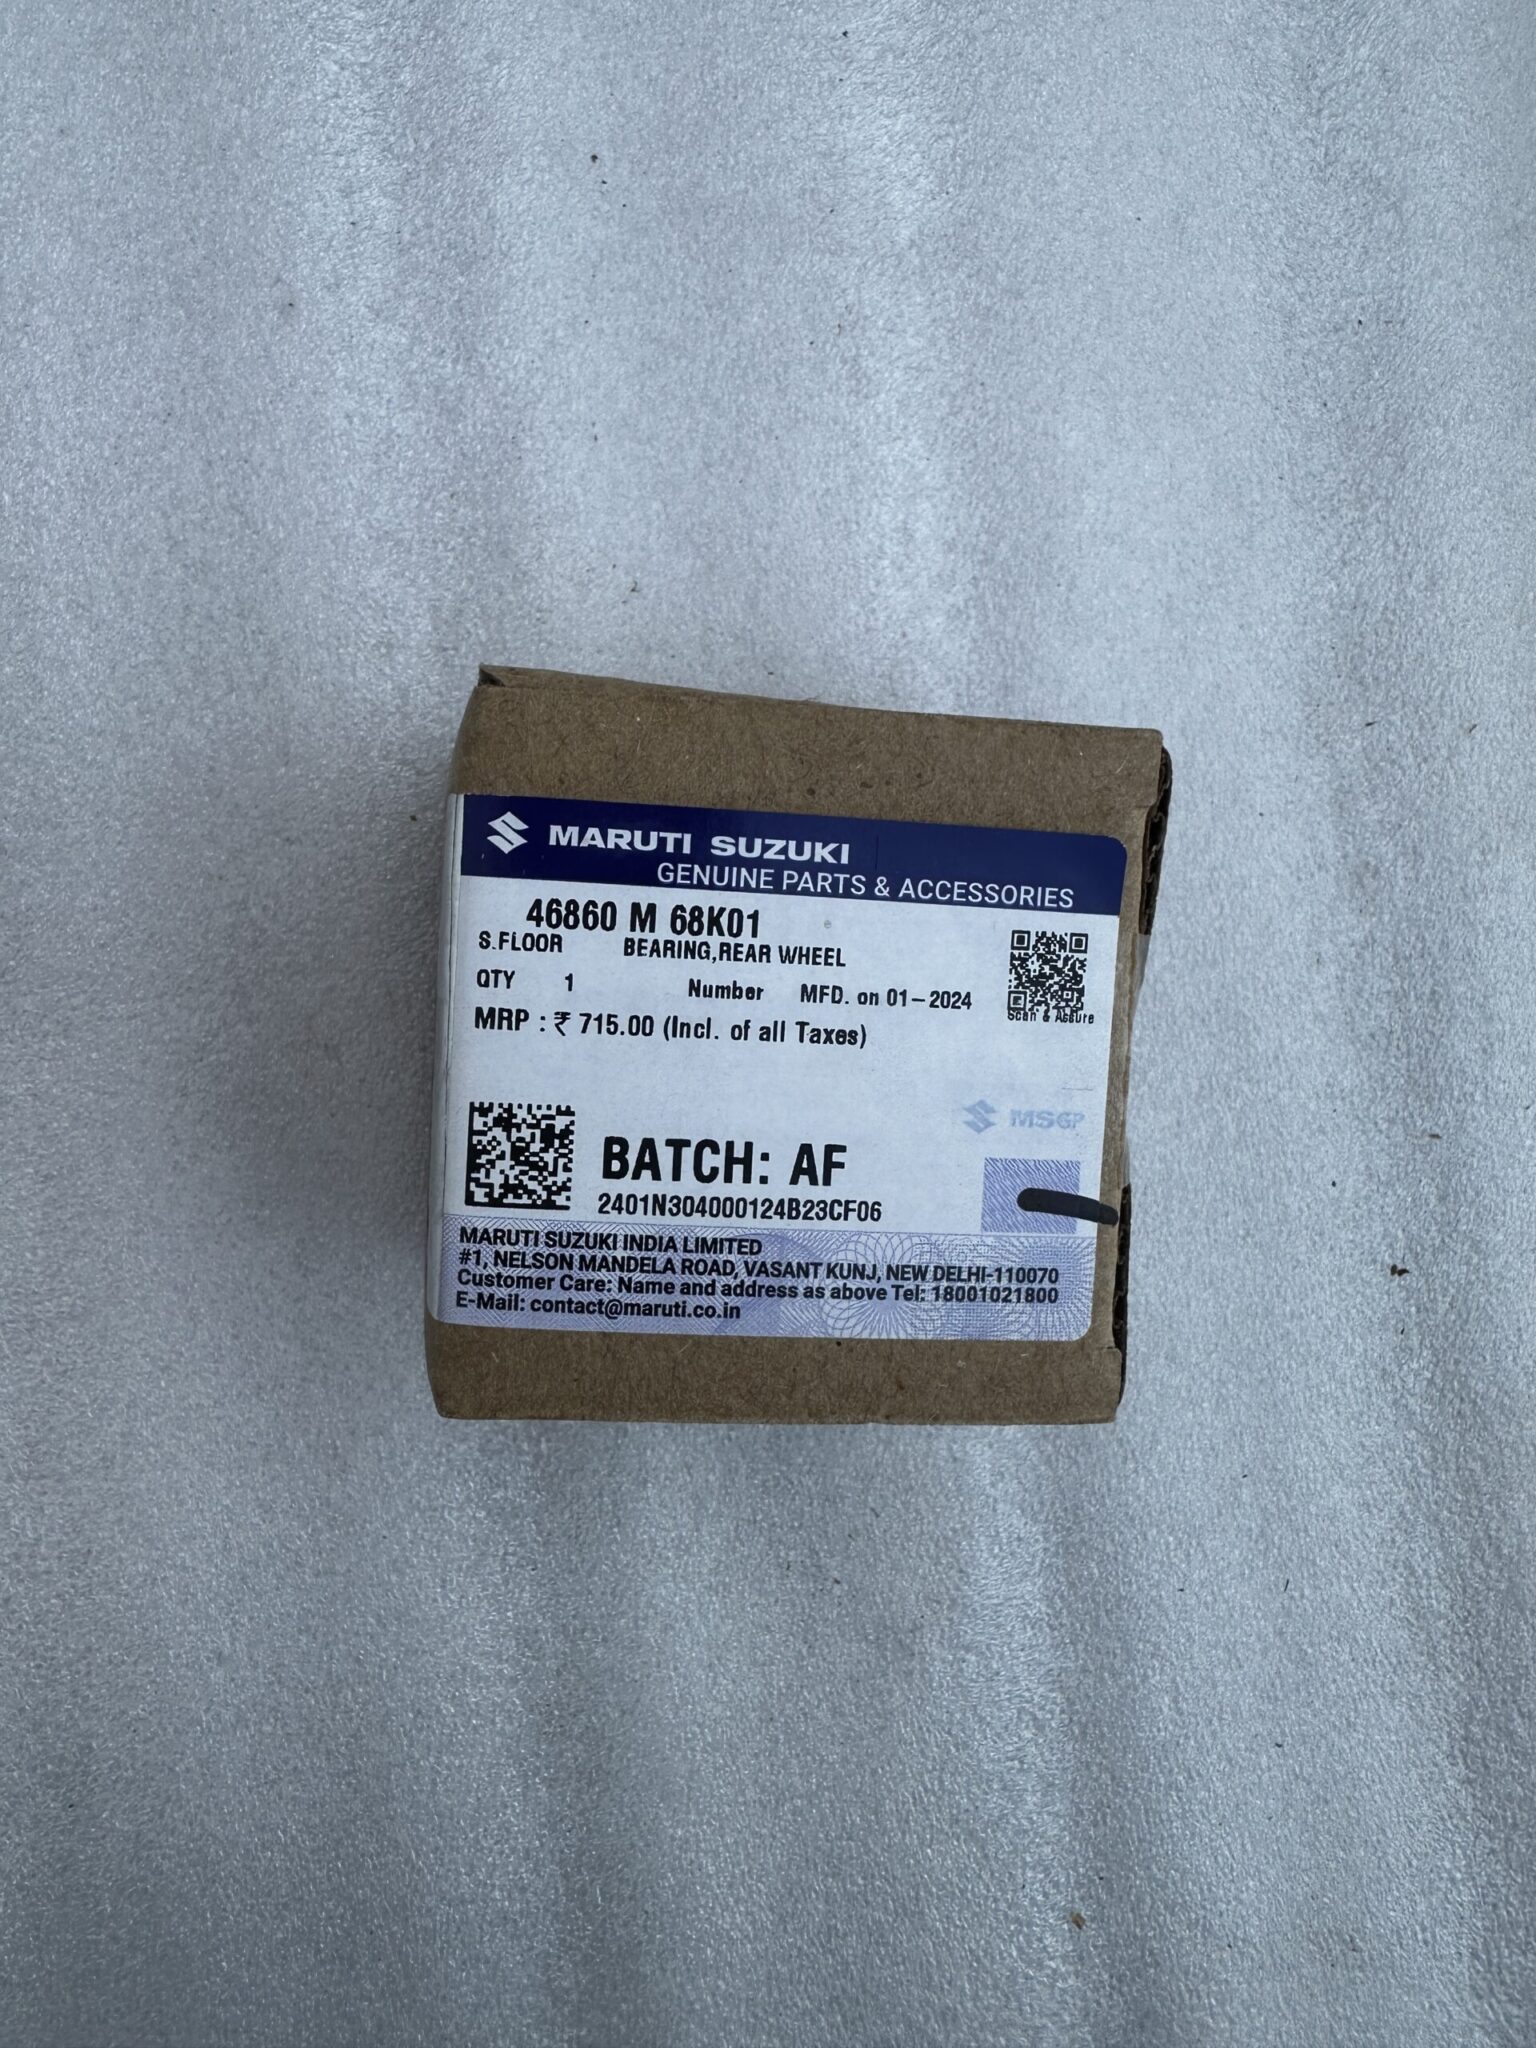 MARUTI SUZUKI
GENUINE PARTS & ACCESSORIES
46860 M 68K01
S.FLOOR BEARING,REAR WHEEL
QTY 1 Number MFD. on 01-2024
MRP : ₹ 715.00 (Incl. of all Taxes)
Scan & Assure
MSGP
BATCH: AF
2401N304000124B23CF06
MARUTI SUZUKI INDIA LIMITED
#1, NELSON MANDELA ROAD, VASANT KUNJ, NEW DELHI-110070
Customer Care: Name and address as above Tel: 18001021800
E-Mail: contact@maruti.co.in